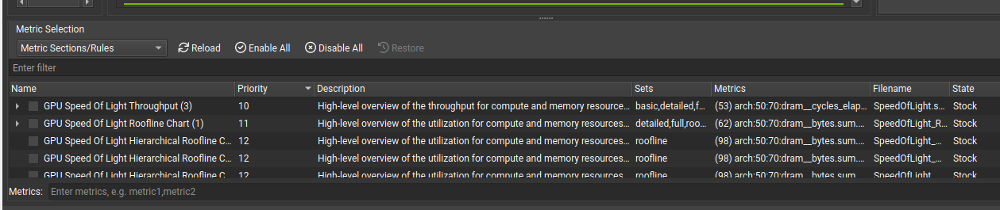 Metric Selection
Metric Sections/Rules Reload Enable All Disable All Restore
Enter filter
Name Priority Description Sets Metrics Filename State
GPU Speed Of Light Throughput (3) 10 High-level overview of the throughput for compute and memory resource... basic,detailed,f... (53) arch:50:70:dram__cycles_elap... SpeedOfLight.s... Stock
GPU Speed Of Light Roofline Chart (1) 11 High-level overview of the utilization for compute and memory resources... detailed,full,roo... (62) arch:50:70:dram__bytes.sum.... SpeedOfLight_R... Stock
GPU Speed Of Light Hierarchical Roofline C... 12 High-level overview of the utilization for compute and memory resources... roofline (98) arch:50:70:dram__bytes.sum.... SpeedOfLight_... Stock
GPU Speed Of Light Hierarchical Roofline C... 12 High-level overview of the utilization for compute and memory resources... roofline (98) arch:50:70:dram__bytes.sum.... SpeedOfLight_... Stock
GPU Speed Of Light Hierarchical Roofline C... 12 High-level overview of the utilization for compute and memory resources... roofline (98) arch:50:70:dram__bytes.sum.... SpeedOfLight_... Stock
Metrics: Enter metrics, e.g. metric1,metric2